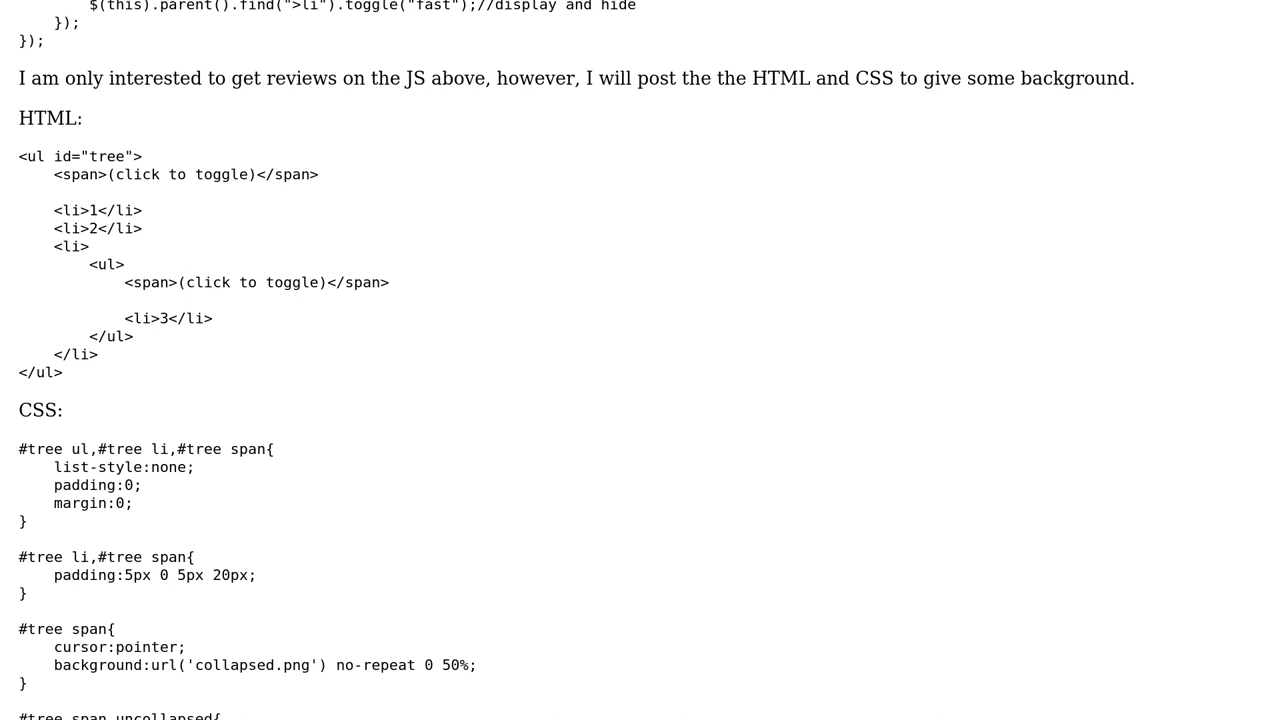 $(this).parent().find(">li").toggle("fast");//display and hide
    });
});
I am only interested to get reviews on the JS above, however, I will post the the HTML and CSS to give some background.
HTML:
<ul id="tree">
    <span>(click to toggle)</span>
    <li>1</li>
    <li>2</li>
    <li>
        <ul>
            <span>(click to toggle)</span>
            <li>3</li>
        </ul>
    </li>
</ul>
CSS:
#tree ul,#tree li,#tree span{
    list-style:none;
    padding:0;
    margin:0;
}
#tree li,#tree span{
    padding:5px 0 5px 20px;
}
#tree span{
    cursor:pointer;
    background:url('collapsed.png') no-repeat 0 50%;
}
#tree span.uncollapsed{